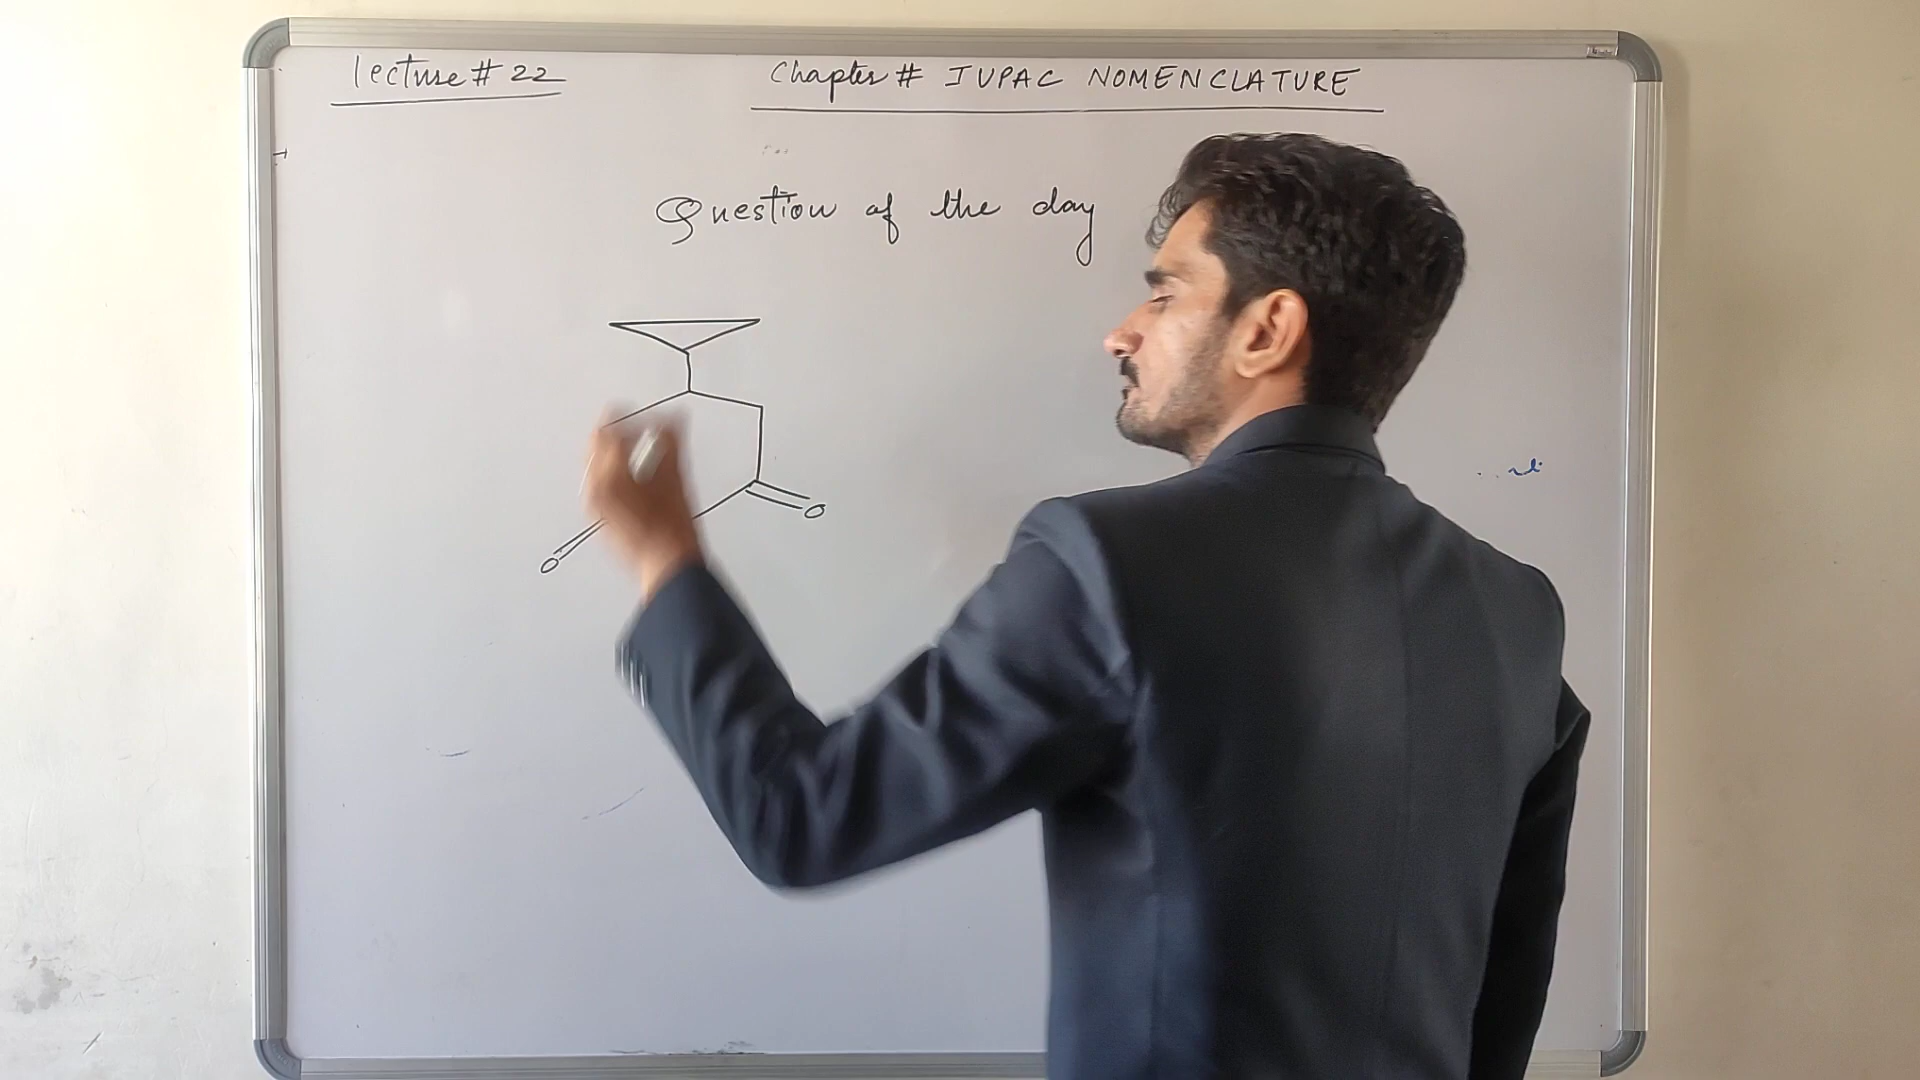 Lecture # 22
Chapter # IUPAC NOMENCLATURE
Question of the day
O
O